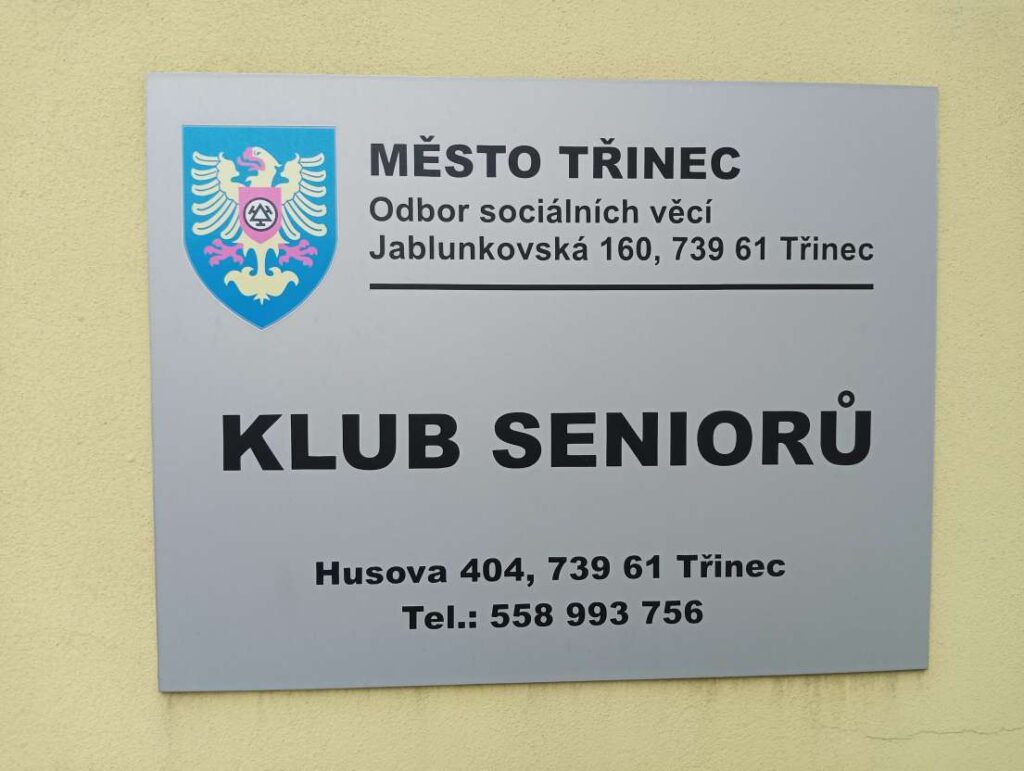 MĚSTO TŘINEC
Odbor sociálních věcí
Jablunkovská 160, 739 61 Třinec
KLUB SENIORŮ
Husova 404, 739 61 Třinec
Tel.: 558 993 756